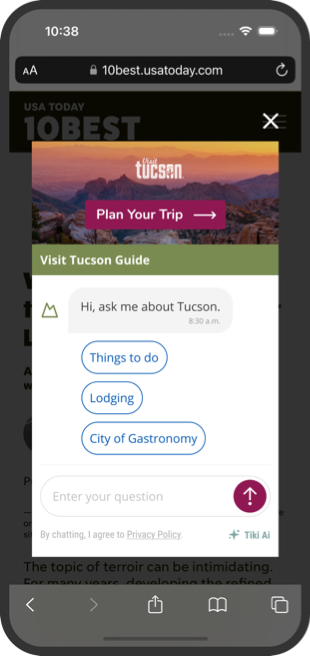 10:38
AA
10best.usatoday.com
USA TODAY
10BEST
Visit
tucson
Plan Your Trip
Visit Tucson Guide
Hi, ask me about Tucson.
8:30 a.m.
Things to do
Lodging
City of Gastronomy
Enter your question
By chatting, I agree to Privacy Policy.
Tiki Ai
The topic of terroir can be intimidating.
For many years, developing the refined